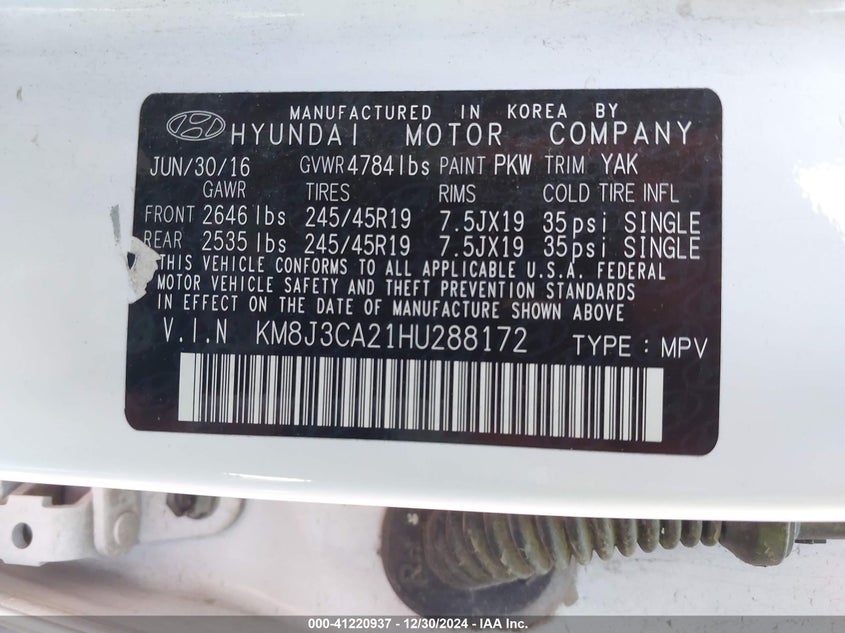 MANUFACTURED IN KOREA BY
HYUNDAI MOTOR COMPANY
JUN/30/16 GVWR 4784lbs PAINT PKW TRIM YAK
GAWR TIRES RIMS COLD TIRE INFL
FRONT 2646 lbs 245/45R19 7.5JX19 35psi SINGLE
REAR 2535 lbs 245/45R19 7.5JX19 35psi SINGLE
THIS VEHICLE CONFORMS TO ALL APPLICABLE U.S.A. FEDERAL
MOTOR VEHICLE SAFETY AND THEFT PREVENTION STANDARDS
IN EFFECT ON THE DATE OF MANUFACTURE SHOWN ABOVE
V.I.N KM8J3CA21HU288172 TYPE : MPV
000-41220937 - 12/30/2024 - IAA Inc.